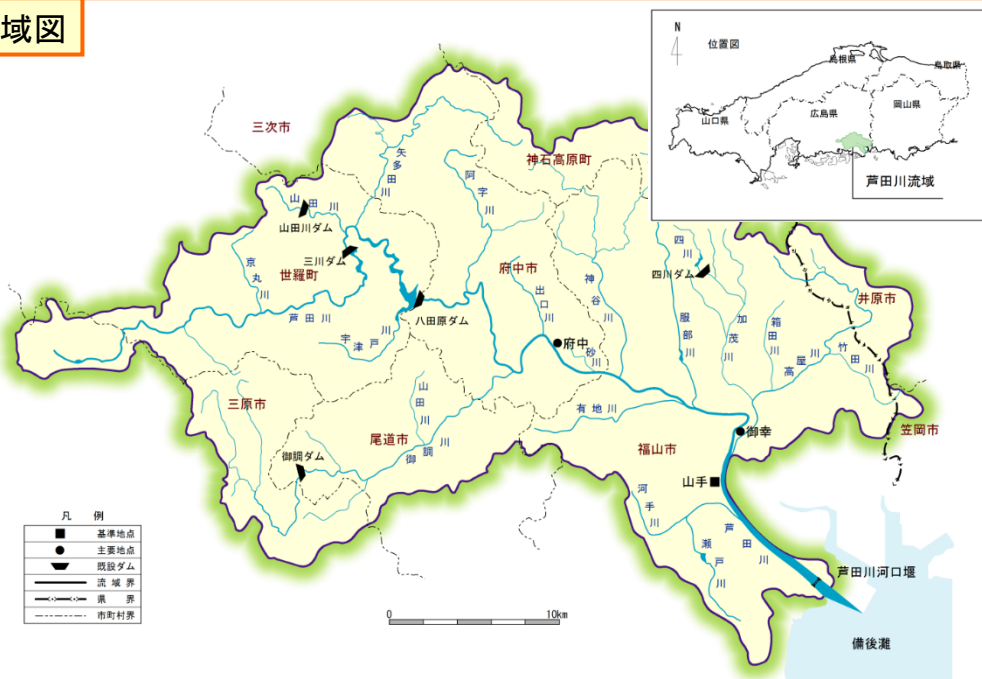 域図
N
位置図
島根県
鳥取県
岡山県
広島県
山口県
芦田川流域
三次市
神石高原町
矢多田川
阿字川
山田川
山田川ダム
三川ダム
京丸川
世羅町
芦田川
宇津戸川
八田原ダム
府中市
出口川
神谷川
府中
砂川
四川
四川ダム
服部川
加茂川
箱田川
高屋川
竹田川
井原市
笠岡市
三原市
山田川
尾道市
御調川
御調ダム
有地川
福山市
御幸
山手
河手川
瀬戸川
芦田川
芦田川河口堰
備後灘
凡 例
基準地点
主要地点
既設ダム
流域界
県界
市町村界
0 10km